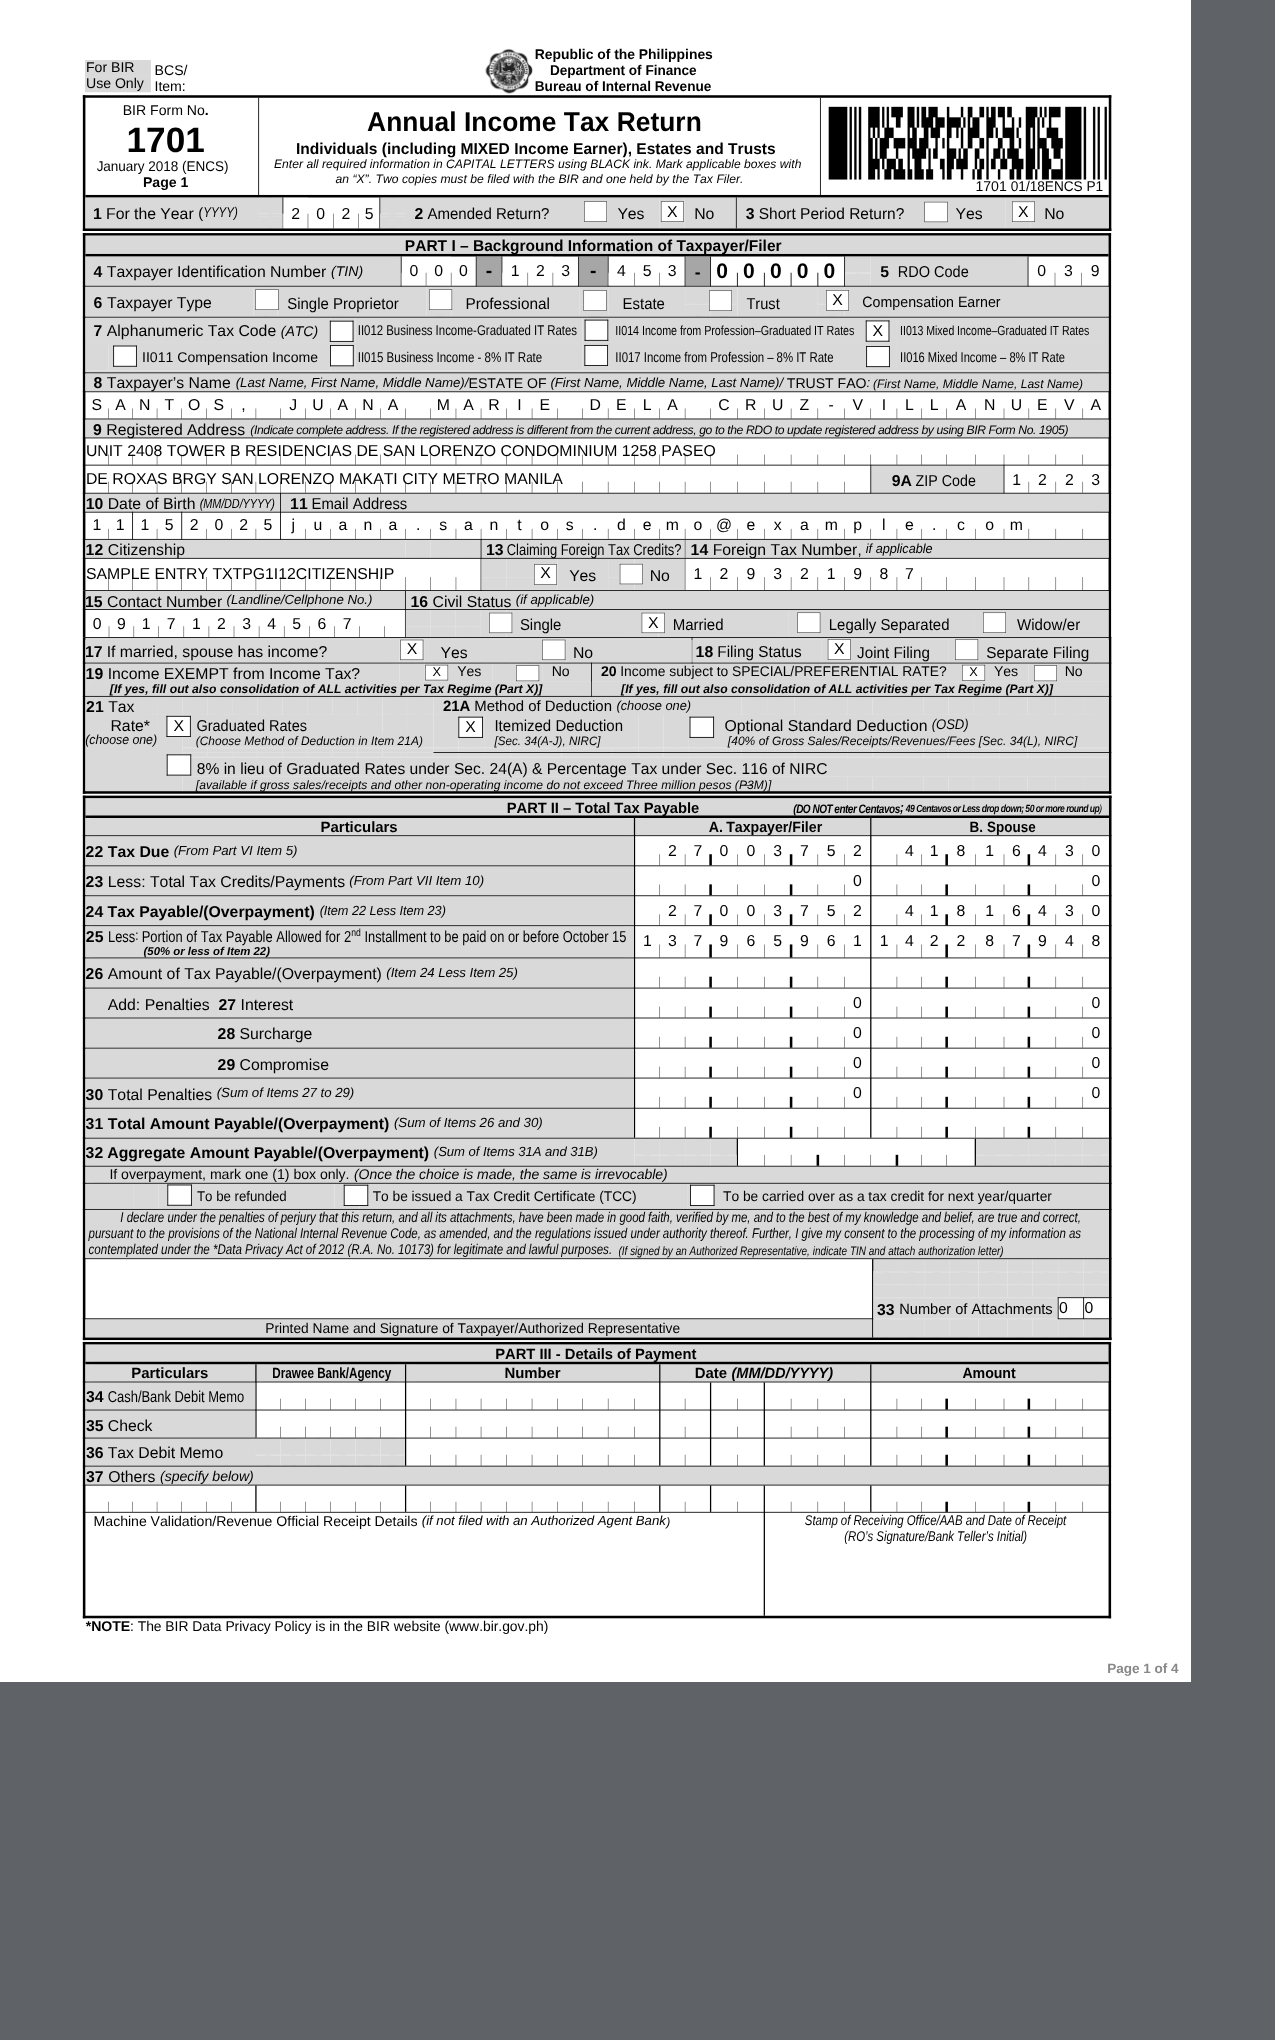 For BIR Use Only BCS/ Item:
Republic of the Philippines
Department of Finance
Bureau of Internal Revenue
BIR Form No.
1701
January 2018 (ENCS)
Page 1
Annual Income Tax Return
Individuals (including MIXED Income Earner), Estates and Trusts
Enter all required information in CAPITAL LETTERS using BLACK ink. Mark applicable boxes with
an “X”. Two copies must be filed with the BIR and one held by the Tax Filer.
1701 01/18ENCS P1
1 For the Year (YYYY) 2025 2 Amended Return? Yes X No 3 Short Period Return? Yes X No
PART I – Background Information of Taxpayer/Filer
4 Taxpayer Identification Number (TIN) 000 - 123 - 453 - 00000 5 RDO Code 039
6 Taxpayer Type Single Proprietor Professional Estate Trust X Compensation Earner
7 Alphanumeric Tax Code (ATC) II012 Business Income-Graduated IT Rates II014 Income from Profession–Graduated IT Rates X II013 Mixed Income–Graduated IT Rates
II011 Compensation Income II015 Business Income - 8% IT Rate II017 Income from Profession – 8% IT Rate II016 Mixed Income – 8% IT Rate
8 Taxpayer's Name (Last Name, First Name, Middle Name)/ESTATE OF (First Name, Middle Name, Last Name)/ TRUST FAO: (First Name, Middle Name, Last Name)
SANTOS, JUANA MARIE DELA CRUZ-VILLANUEVA
9 Registered Address (Indicate complete address. If the registered address is different from the current address, go to the RDO to update registered address by using BIR Form No. 1905)
UNIT 2408 TOWER B RESIDENCIAS DE SAN LORENZO CONDOMINIUM 1258 PASEO
DE ROXAS BRGY SAN LORENZO MAKATI CITY METRO MANILA 9A ZIP Code 1223
10 Date of Birth (MM/DD/YYYY) 11 Email Address
11152025 juana.santos.demo@example.com
12 Citizenship 13 Claiming Foreign Tax Credits? 14 Foreign Tax Number, if applicable
SAMPLE ENTRY TXTPG1I12CITIZENSHIP X Yes No 129321987
15 Contact Number (Landline/Cellphone No.) 16 Civil Status (if applicable)
09171234567 Single X Married Legally Separated Widow/er
17 If married, spouse has income? X Yes No 18 Filing Status X Joint Filing Separate Filing
19 Income EXEMPT from Income Tax? X Yes No 20 Income subject to SPECIAL/PREFERENTIAL RATE? X Yes No
[If yes, fill out also consolidation of ALL activities per Tax Regime (Part X)] [If yes, fill out also consolidation of ALL activities per Tax Regime (Part X)]
21 Tax 21A Method of Deduction (choose one)
Rate* X Graduated Rates X Itemized Deduction Optional Standard Deduction (OSD)
(choose one) (Choose Method of Deduction in Item 21A) [Sec. 34(A-J), NIRC] [40% of Gross Sales/Receipts/Revenues/Fees [Sec. 34(L), NIRC]
8% in lieu of Graduated Rates under Sec. 24(A) & Percentage Tax under Sec. 116 of NIRC
[available if gross sales/receipts and other non-operating income do not exceed Three million pesos (P3M)]
PART II – Total Tax Payable (DO NOT enter Centavos; 49 Centavos or Less drop down; 50 or more round up)
Particulars A. Taxpayer/Filer B. Spouse
22 Tax Due (From Part VI Item 5) 27003752 41816430
23 Less: Total Tax Credits/Payments (From Part VII Item 10) 0 0
24 Tax Payable/(Overpayment) (Item 22 Less Item 23) 27003752 41816430
25 Less: Portion of Tax Payable Allowed for 2nd Installment to be paid on or before October 15 137965961 142287948
(50% or less of Item 22)
26 Amount of Tax Payable/(Overpayment) (Item 24 Less Item 25)
Add: Penalties 27 Interest 0 0
28 Surcharge 0 0
29 Compromise 0 0
30 Total Penalties (Sum of Items 27 to 29) 0 0
31 Total Amount Payable/(Overpayment) (Sum of Items 26 and 30)
32 Aggregate Amount Payable/(Overpayment) (Sum of Items 31A and 31B)
If overpayment, mark one (1) box only. (Once the choice is made, the same is irrevocable)
To be refunded To be issued a Tax Credit Certificate (TCC) To be carried over as a tax credit for next year/quarter
I declare under the penalties of perjury that this return, and all its attachments, have been made in good faith, verified by me, and to the best of my knowledge and belief, are true and correct,
pursuant to the provisions of the National Internal Revenue Code, as amended, and the regulations issued under authority thereof. Further, I give my consent to the processing of my information as
contemplated under the *Data Privacy Act of 2012 (R.A. No. 10173) for legitimate and lawful purposes. (If signed by an Authorized Representative, indicate TIN and attach authorization letter)
33 Number of Attachments 00
Printed Name and Signature of Taxpayer/Authorized Representative
PART III - Details of Payment
Particulars Drawee Bank/Agency Number Date (MM/DD/YYYY) Amount
34 Cash/Bank Debit Memo
35 Check
36 Tax Debit Memo
37 Others (specify below)
Machine Validation/Revenue Official Receipt Details (if not filed with an Authorized Agent Bank) Stamp of Receiving Office/AAB and Date of Receipt
(RO’s Signature/Bank Teller’s Initial)
*NOTE: The BIR Data Privacy Policy is in the BIR website (www.bir.gov.ph)
Page 1 of 4